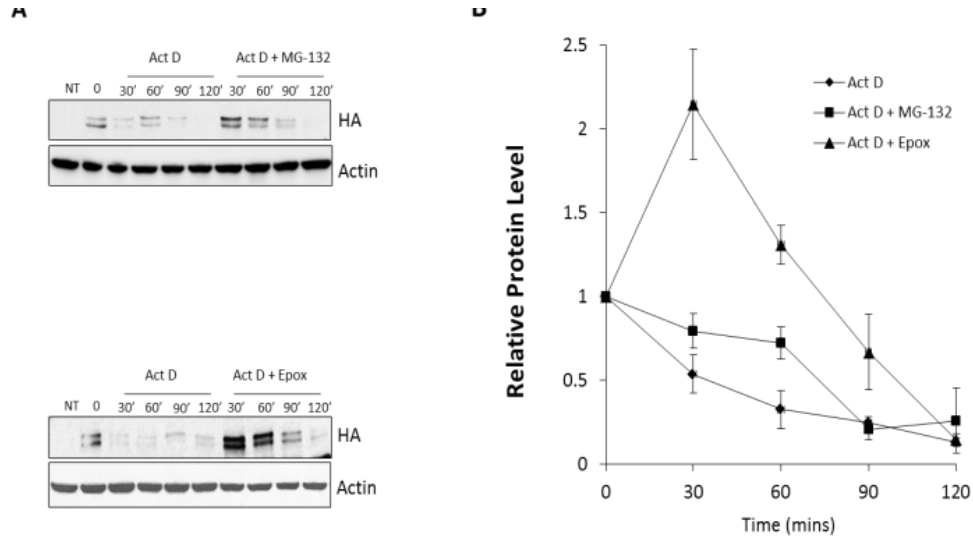 A
B
Act D Act D + MG-132
NT 0 30' 60' 90' 120' 30' 60' 90' 120'
HA
Actin
Act D Act D + Epox
NT 0 30' 60' 90' 120' 30' 60' 90' 120'
HA
Actin
Relative Protein Level
2.5
2
1.5
1
0.5
0
Act D
Act D + MG-132
Act D + Epox
0 30 60 90 120
Time (mins)